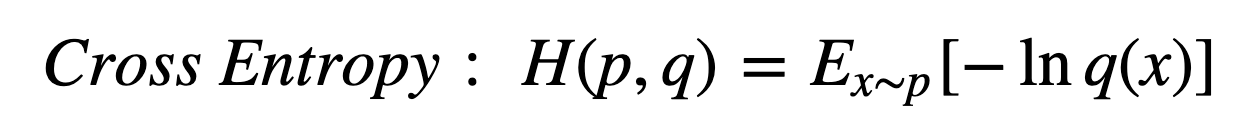 Cross Entropy : H(p, q) = E_{x∼p}[− ln q(x)]